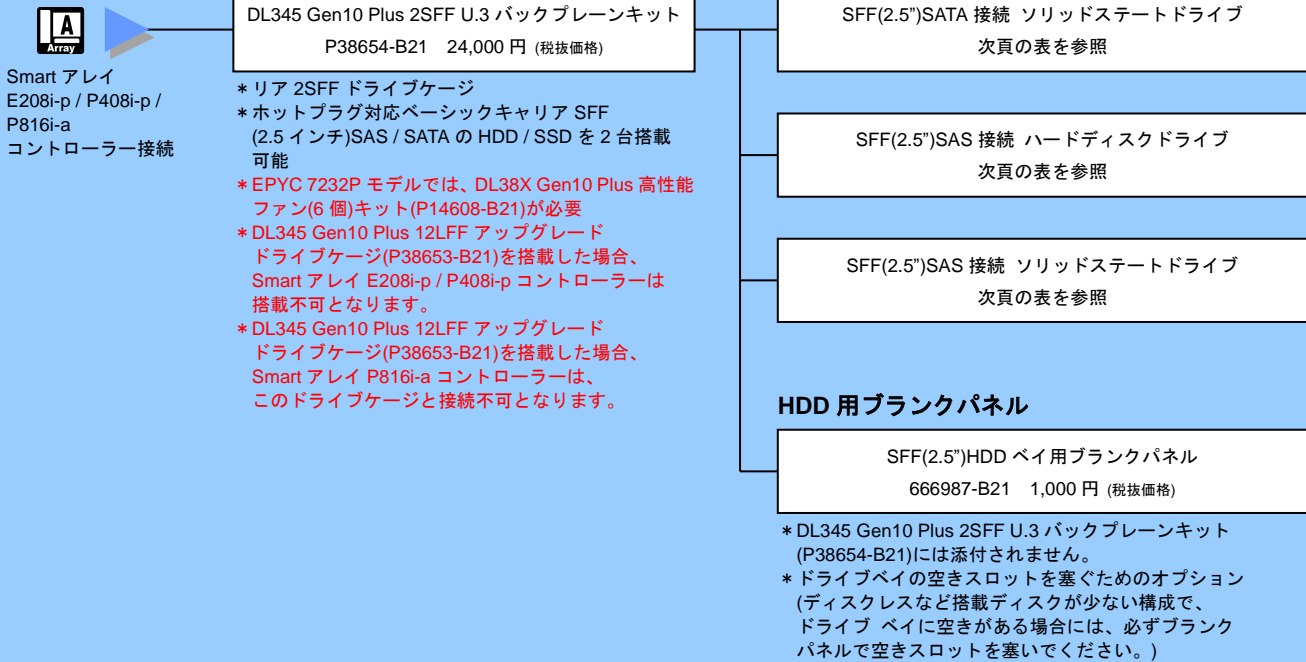 A
Array
Smart アレイ
E208i-p / P408i-p /
P816i-a
コントローラー接続
DL345 Gen10 Plus 2SFF U.3 バックプレーンキット
P38654-B21 24,000 円 (税抜価格)
*リア 2SFF ドライブケージ
*ホットプラグ対応ベーシックキャリア SFF
(2.5 インチ)SAS / SATA の HDD / SSD を 2 台搭載
可能
*EPYC 7232P モデルでは、DL38X Gen10 Plus 高性能
ファン(6 個)キット(P14608-B21)が必要
*DL345 Gen10 Plus 12LFF アップグレード
ドライブケージ(P38653-B21)を搭載した場合、
Smart アレイ E208i-p / P408i-p コントローラーは
搭載不可となります。
*DL345 Gen10 Plus 12LFF アップグレード
ドライブケージ(P38653-B21)を搭載した場合、
Smart アレイ P816i-a コントローラーは、
このドライブケージと接続不可となります。
SFF(2.5")SATA 接続 ソリッドステートドライブ
次頁の表を参照
SFF(2.5")SAS 接続 ハードディスクドライブ
次頁の表を参照
SFF(2.5")SAS 接続 ソリッドステートドライブ
次頁の表を参照
HDD 用ブランクパネル
SFF(2.5")HDD ベイ用ブランクパネル
666987-B21 1,000 円 (税抜価格)
*DL345 Gen10 Plus 2SFF U.3 バックプレーンキット
(P38654-B21)には添付されません。
*ドライブベイの空きスロットを塞ぐためのオプション
(ディスクレスなど搭載ディスクが少ない構成で、
ドライブ ベイに空きがある場合には、必ずブランク
パネルで空きスロットを塞いでください。)